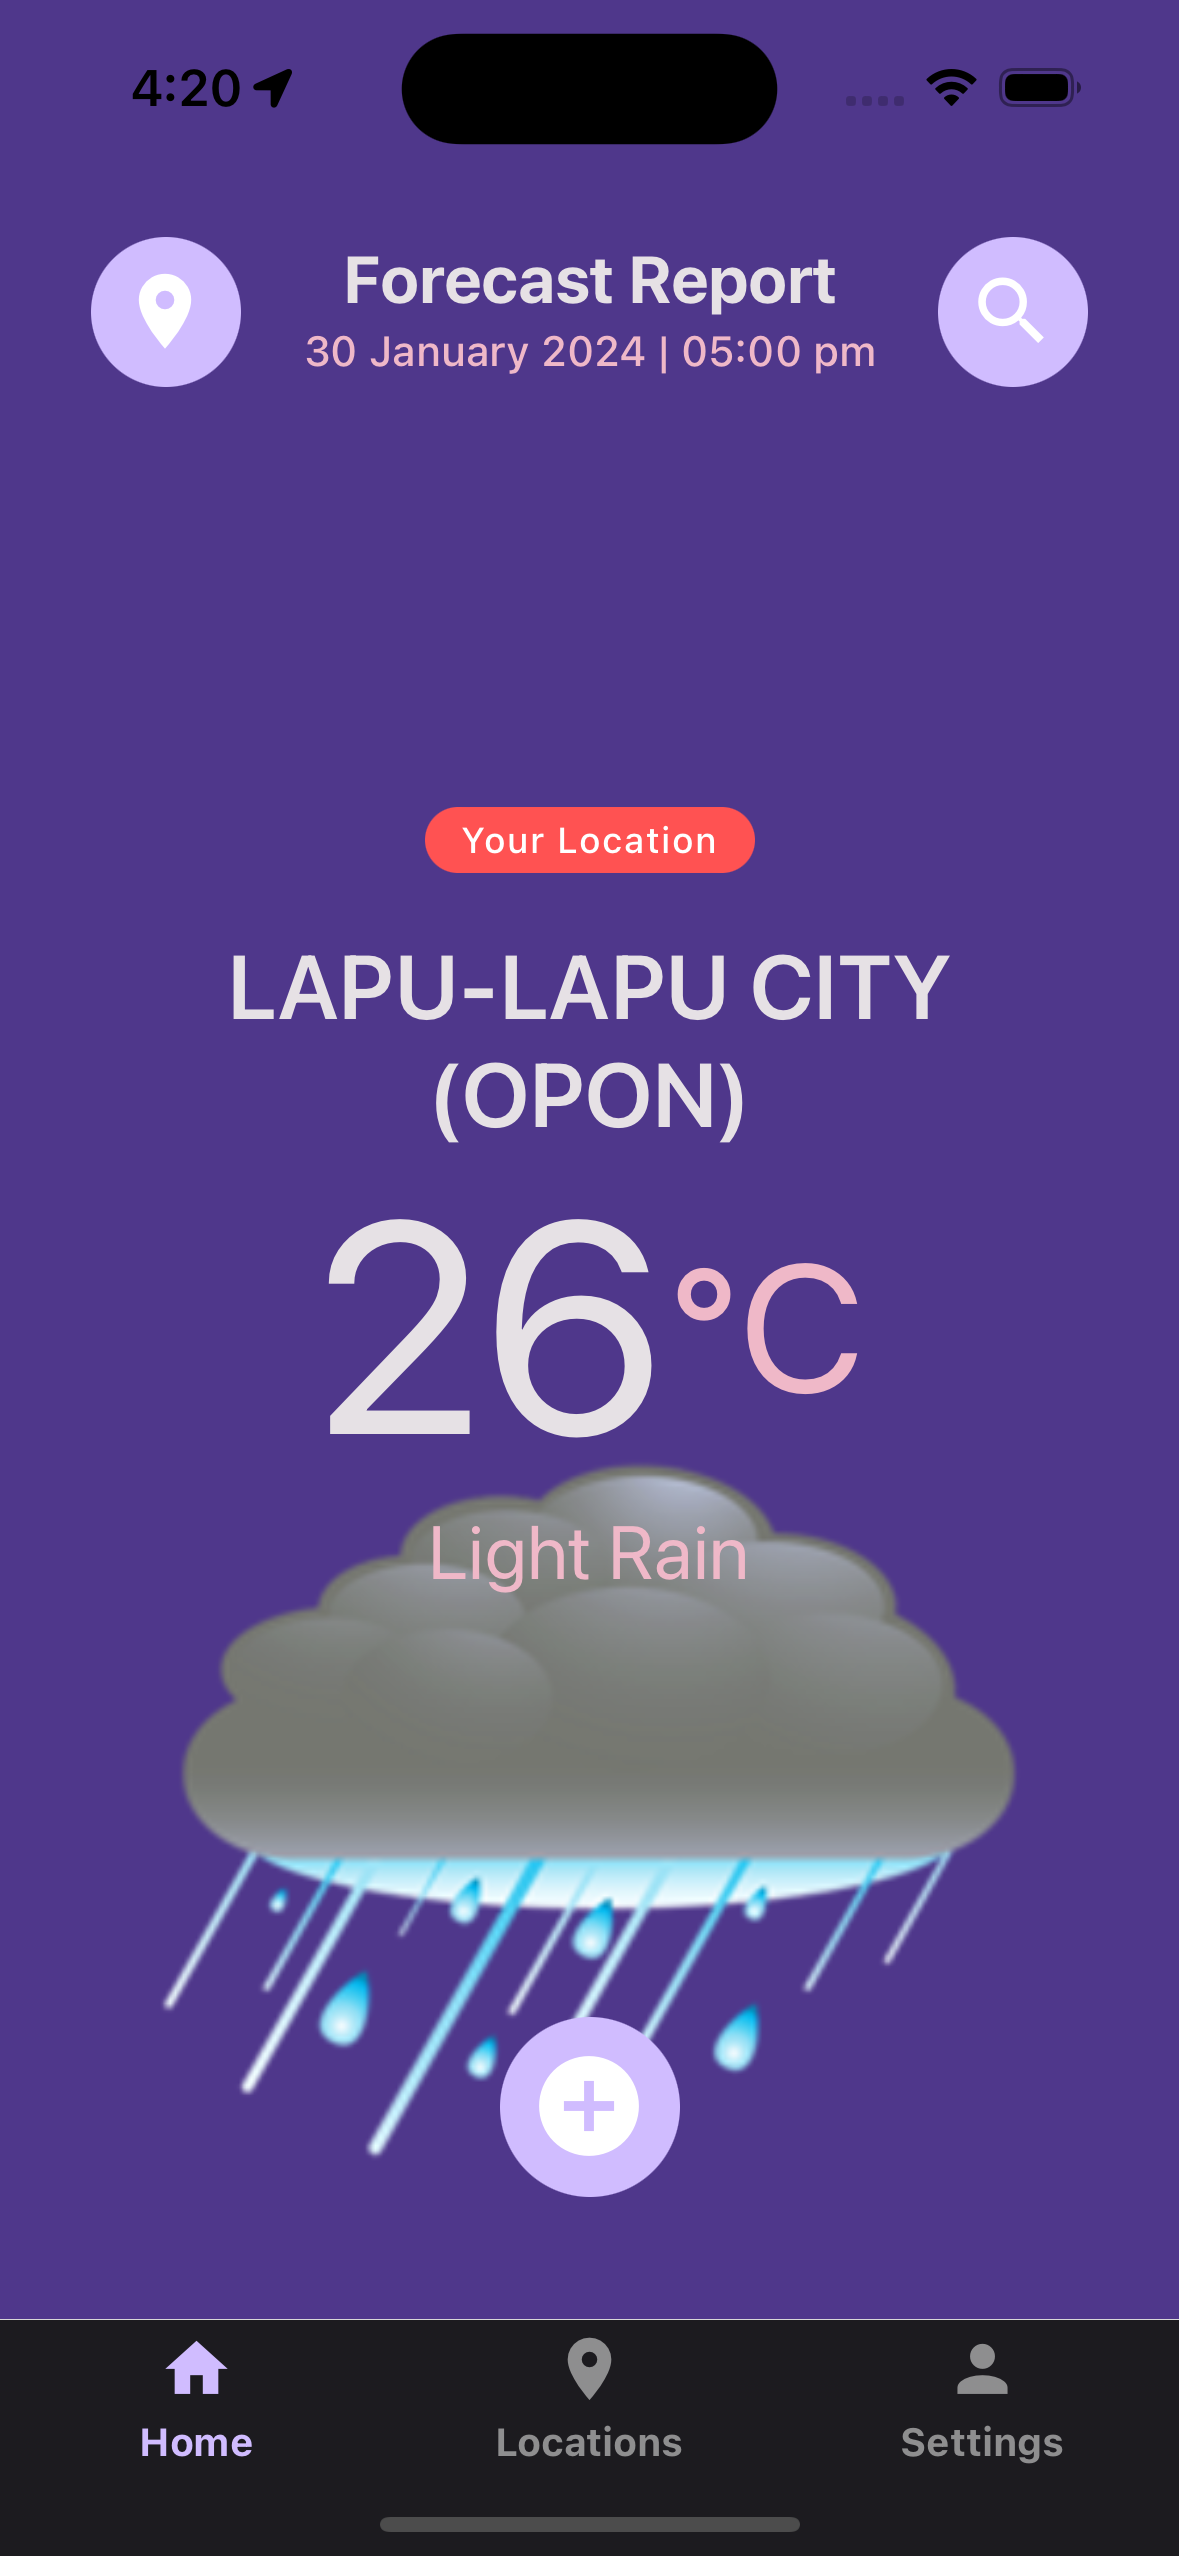 4:20
Forecast Report
30 January 2024 | 05:00 pm
Your Location
LAPU-LAPU CITY
(OPON)
26°C
Light Rain
Home
Locations
Settings